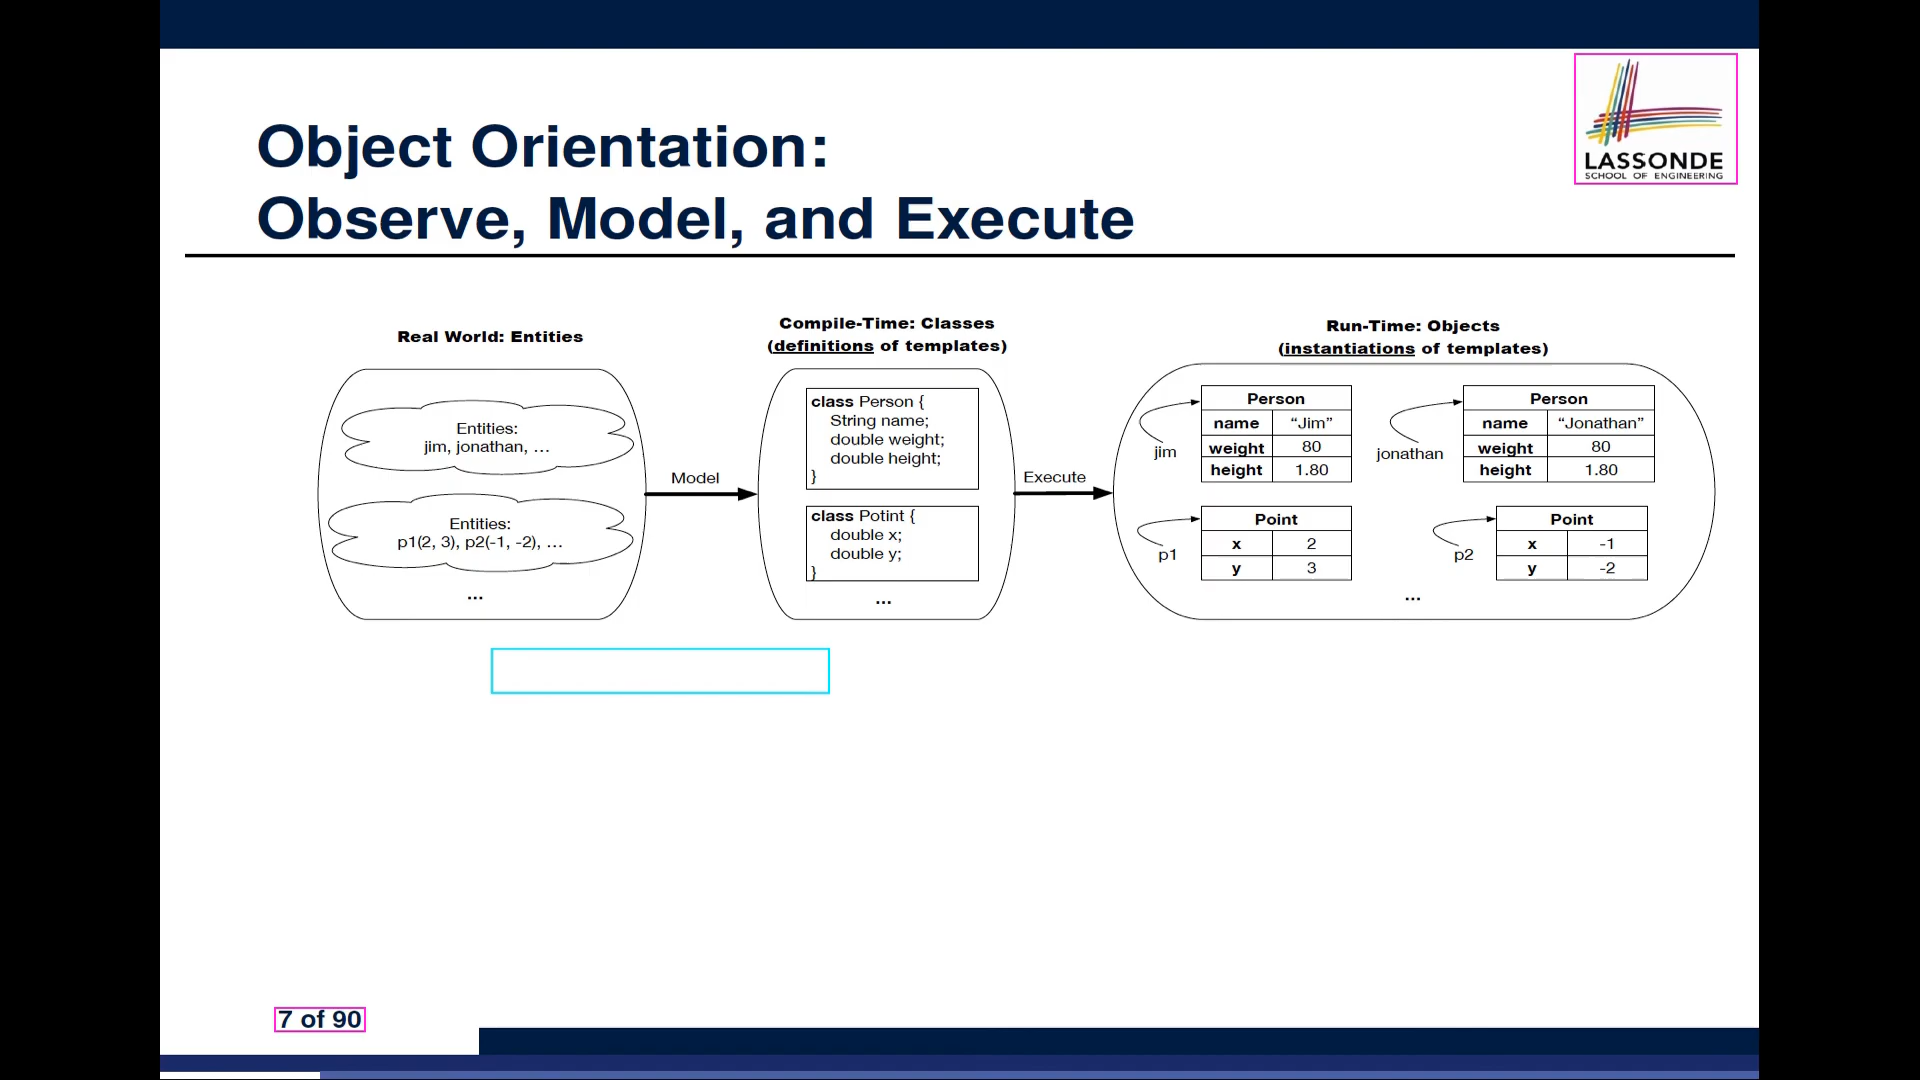 LASSONDE
SCHOOL OF ENGINEERING
Object Orientation:
Observe, Model, and Execute
Real World: Entities
Entities:
jim, jonathan, …
Entities:
p1(2, 3), p2(-1, -2), …
...
Model
Compile-Time: Classes
(definitions of templates)
class Person {
String name;
double weight;
double height;
}
class Potint {
double x;
double y;
}
...
Execute
Run-Time: Objects
(instantiations of templates)
jim
Person
name “Jim”
weight 80
height 1.80
jonathan
Person
name “Jonathan”
weight 80
height 1.80
p1
Point
x 2
y 3
p2
Point
x -1
y -2
...
7 of 90